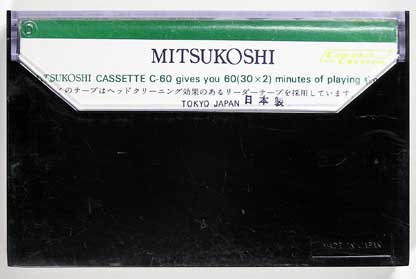 MITSUKOSHI
TSUKOSHI CASSETTE C-60 gives you 60(30×2) minutes of playing
のテープはヘッドクリーニング効果のあるリーダーテープを採用しています
TOKYO JAPAN 日本製
MADE IN JAPAN